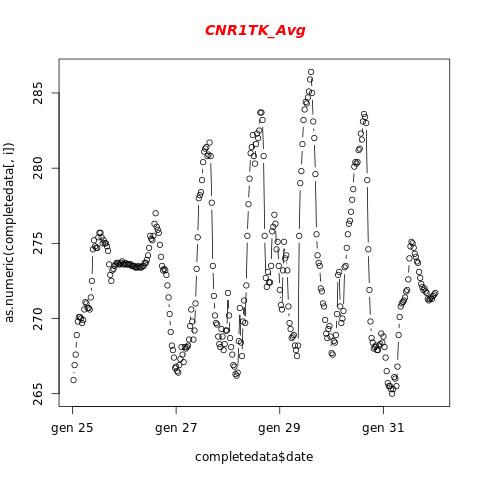 CNR1TK_Avg
as.numeric(completedata[, i])
285
280
275
270
265
gen 25
gen 27
gen 29
gen 31
completedata$date